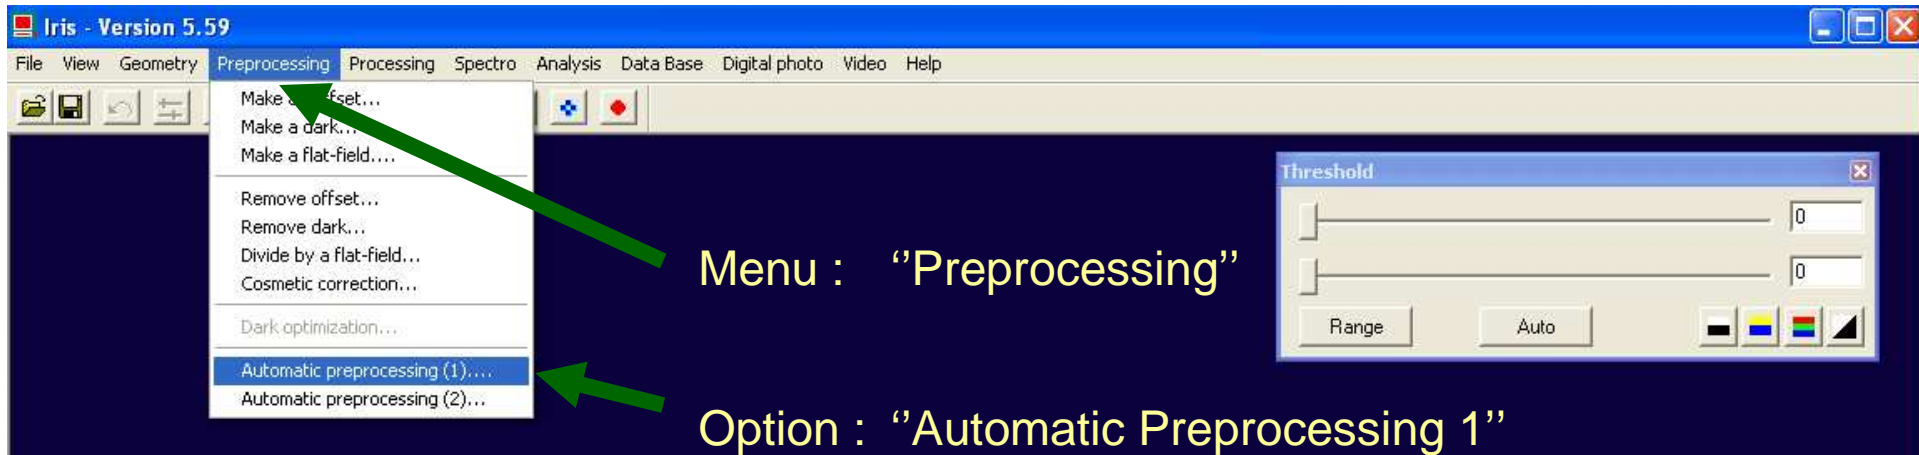 Iris - Version 5.59
File View Geometry Preprocessing Processing Spectro Analysis Data Base Digital photo Video Help
Make a fset...
Make a dark...
Make a flat-field....
Remove offset...
Remove dark...
Divide by a flat-field...
Cosmetic correction...
Dark optimization...
Automatic preprocessing (1)....
Automatic preprocessing (2)...
Threshold
0
0
Range Auto
Menu : ‘’Preprocessing’’
Option : ‘’Automatic Preprocessing 1’’